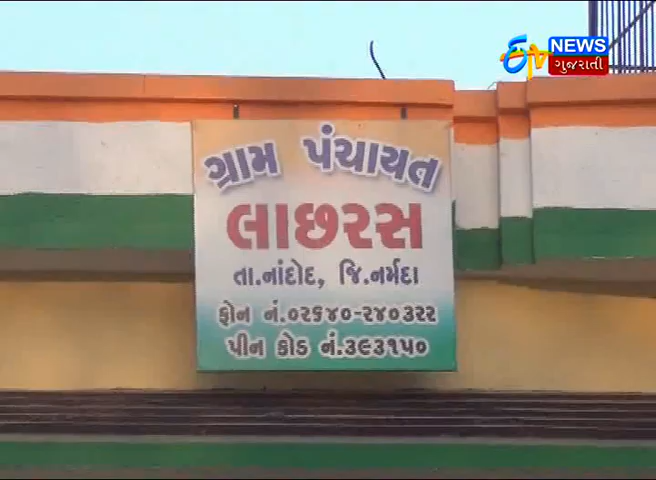 ETV NEWS
ગુજરાતી
ગ્રામ પંચાયત
લાછરસ
તા.નાંદોદ, જિ.નર્મદા
ફોન નં.૦૨૬૪૦-૨૪૦૩૨૨
પીન કોડ નં.૩૯૩૧૫૦